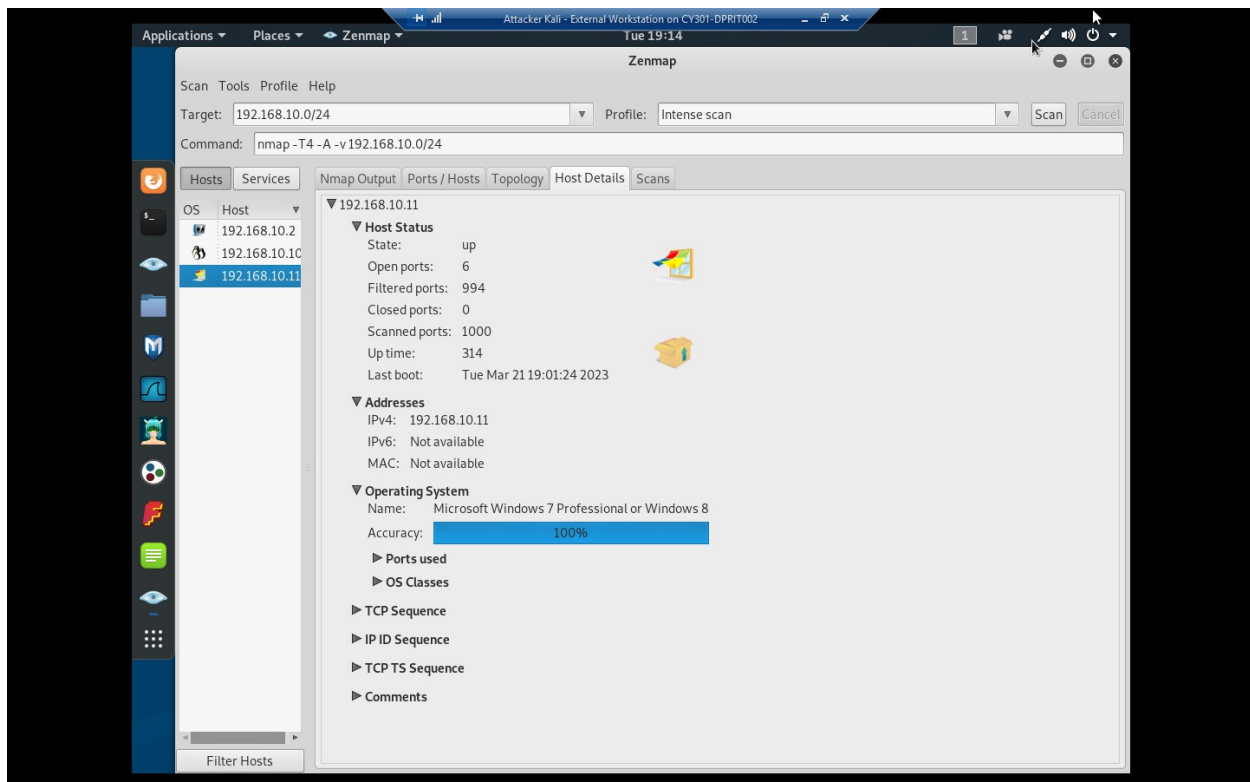 Attacker Kali - External Workstation on CY301-DPRIT002
Applications Places Zenmap Tue 19:14 1
Zenmap
Scan Tools Profile Help
Target: 192.168.10.0/24 Profile: Intense scan Scan Cancel
Command: nmap -T4 -A -v 192.168.10.0/24
Hosts Services Nmap Output Ports / Hosts Topology Host Details Scans
OS Host
192.168.10.2
192.168.10.10
192.168.10.11
192.168.10.11
Host Status
State: up
Open ports: 6
Filtered ports: 994
Closed ports: 0
Scanned ports: 1000
Up time: 314
Last boot: Tue Mar 21 19:01:24 2023
Addresses
IPv4: 192.168.10.11
IPv6: Not available
MAC: Not available
Operating System
Name: Microsoft Windows 7 Professional or Windows 8
Accuracy: 100%
Ports used
OS Classes
TCP Sequence
IP ID Sequence
TCP TS Sequence
Comments
Filter Hosts